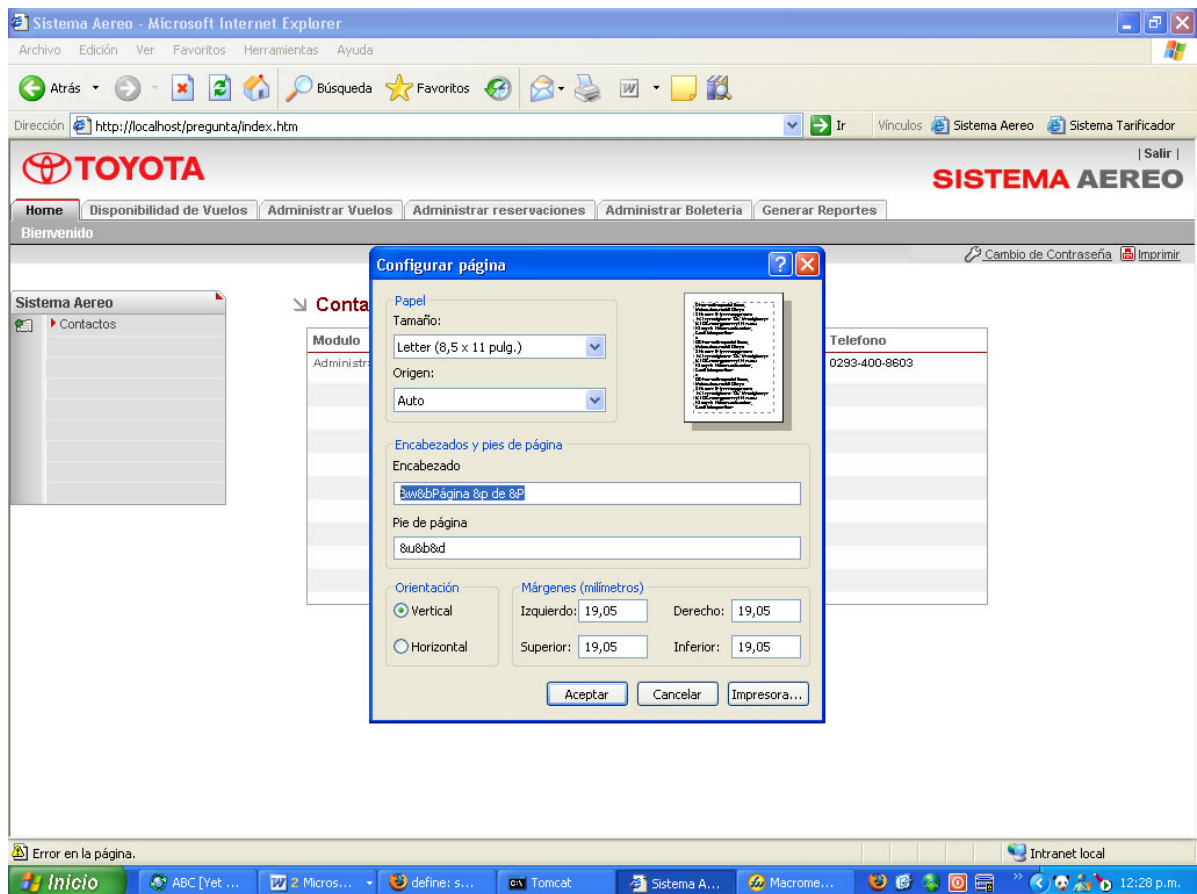 Sistema Aereo - Microsoft Internet Explorer
Archivo Edición Ver Favoritos Herramientas Ayuda
Atrás Búsqueda Favoritos
Dirección http://localhost/pregunta/index.htm Ir Vínculos Sistema Aereo Sistema Tarificador
| Salir |
TOYOTA
SISTEMA AEREO
Home Disponibilidad de Vuelos Administrar Vuelos Administrar reservaciones Administrar Boleteria Generar Reportes
Bienvenido
Cambio de Contraseña Imprimir
Sistema Aereo
Contactos
Conta
Modulo Telefono
Administr 0293-400-8603
Configurar página
Papel
Tamaño:
Letter (8,5 x 11 pulg.)
Origen:
Auto
Encabezados y pies de página
Encabezado
&w&bPágina &p de &P
Pie de página
&u&b&d
Orientación
Vertical
Horizontal
Márgenes (milímetros)
Izquierdo: 19,05 Derecho: 19,05
Superior: 19,05 Inferior: 19,05
Aceptar Cancelar Impresora...
Error en la página. Intranet local
Inicio ABC [Yet ... 2 Micros... define: s... Tomcat Sistema A... Macrome... 12:28 p.m.